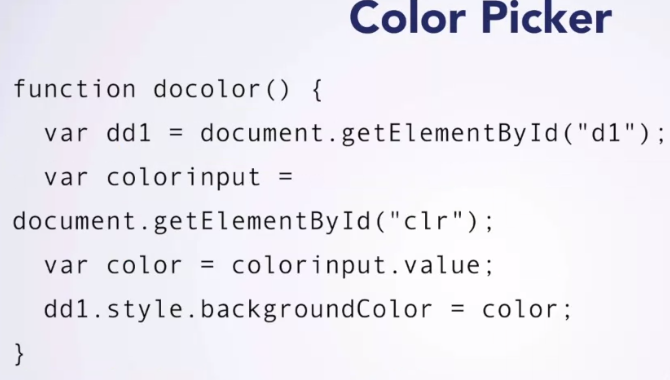 Color Picker
function docolor() {
  var dd1 = document.getElementById("d1");
  var colorinput =
document.getElementById("clr");
  var color = colorinput.value;
  dd1.style.backgroundColor = color;
}